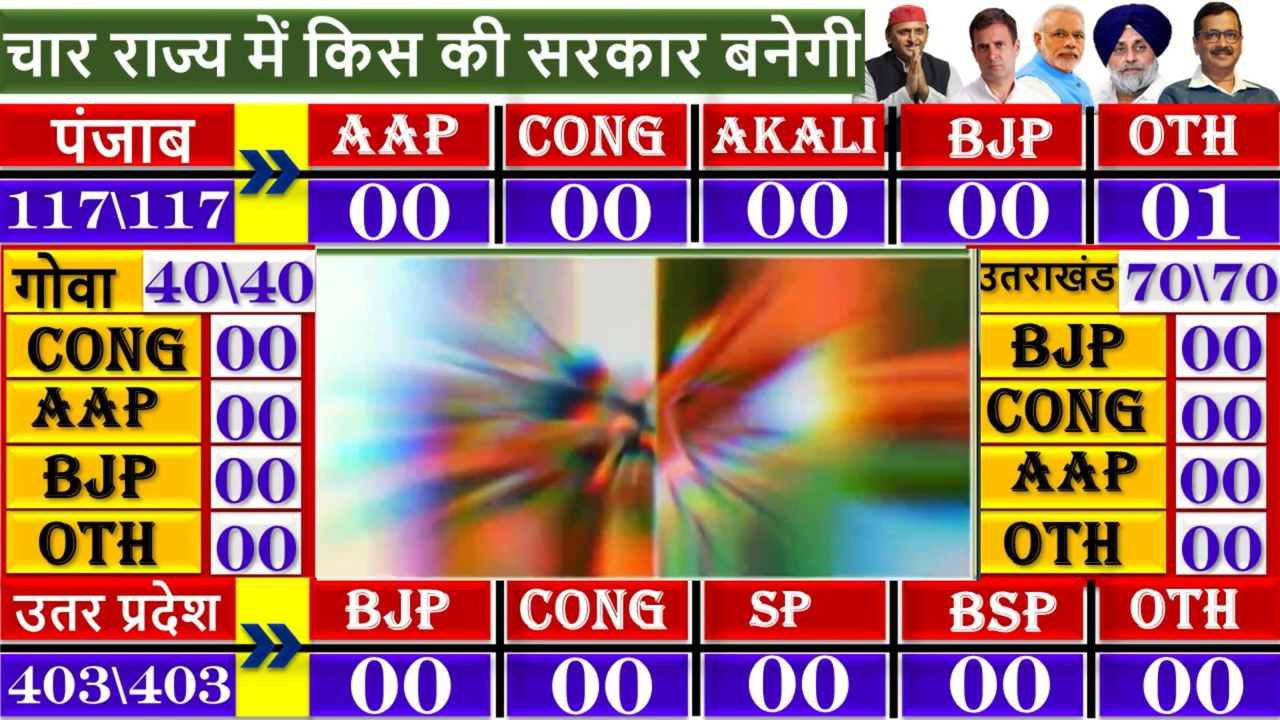 चार राज्य में किस की सरकार बनेगी
पंजाब AAP CONG AKALI BJP OTH
117\117 00 00 00 00 01
गोवा 40\40
CONG 00
AAP 00
BJP 00
OTH 00
उतराखंड 70\70
BJP 00
CONG 00
AAP 00
OTH 00
उतर प्रदेश BJP CONG SP BSP OTH
403\403 00 00 00 00 00